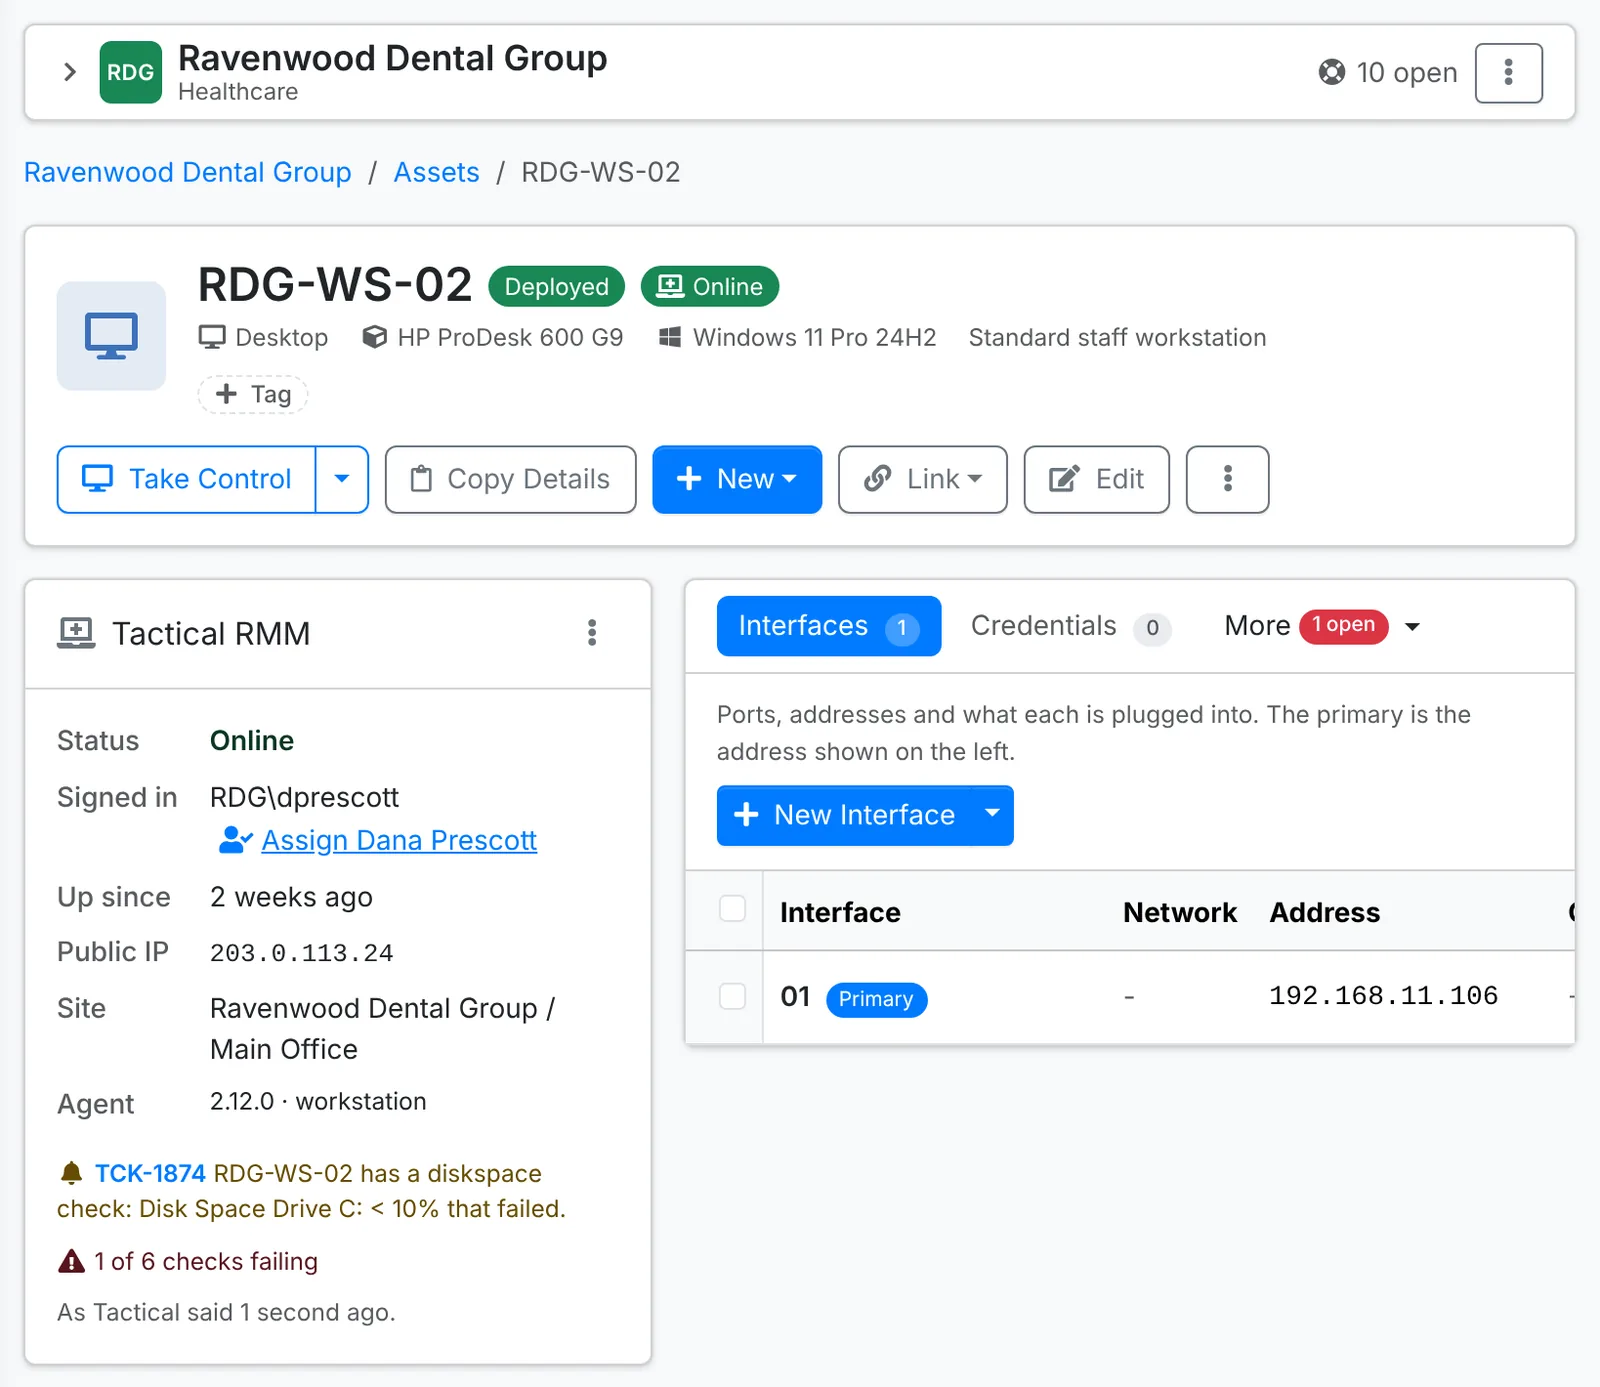 RDG
Ravenwood Dental Group
Healthcare
10 open
Ravenwood Dental Group / Assets / RDG-WS-02
RDG-WS-02 Deployed Online
Desktop HP ProDesk 600 G9 Windows 11 Pro 24H2 Standard staff workstation
+ Tag
Take Control Copy Details + New Link Edit
Tactical RMM
Status Online
Signed in RDG\dprescott
Assign Dana Prescott
Up since 2 weeks ago
Public IP 203.0.113.24
Site Ravenwood Dental Group /
Main Office
Agent 2.12.0 · workstation
TCK-1874 RDG-WS-02 has a diskspace
check: Disk Space Drive C: < 10% that failed.
1 of 6 checks failing
As Tactical said 1 second ago.
Interfaces 1 Credentials 0 More 1 open
Ports, addresses and what each is plugged into. The primary is the
address shown on the left.
+ New Interface
Interface Network Address
01 Primary - 192.168.11.106 -